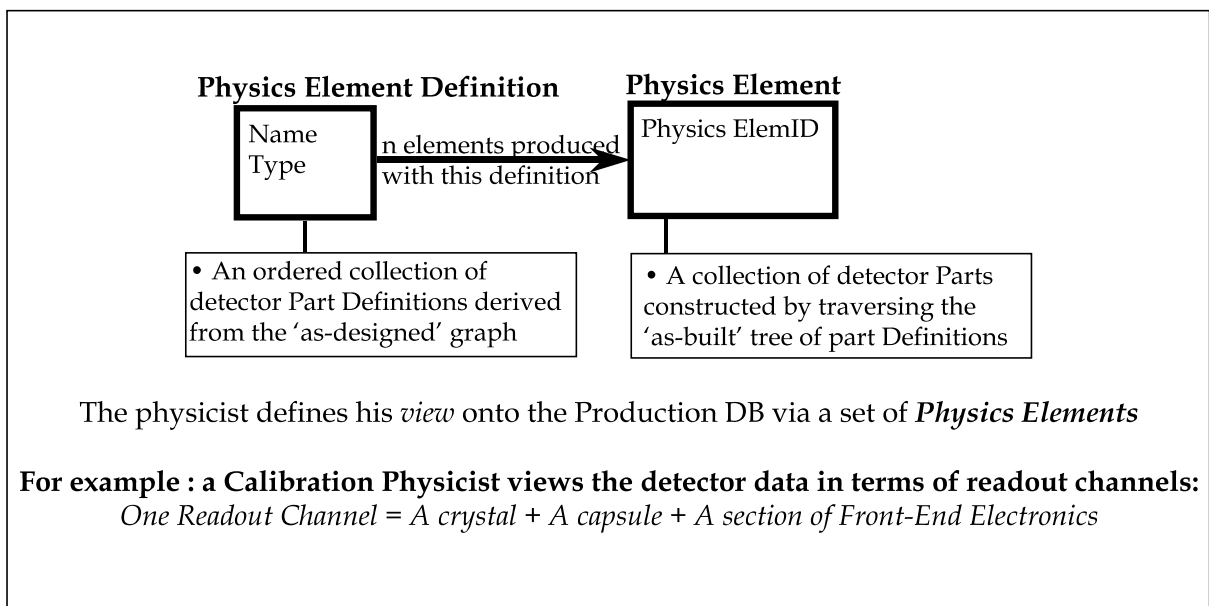 Physics Element Definition
Physics Element
Name
Type
n elements produced
with this definition
Physics ElemID
• An ordered collection of
detector Part Definitions derived
from the ‘as-designed’ graph
• A collection of detector Parts
constructed by traversing the
‘as-built’ tree of part Definitions
The physicist defines his view onto the Production DB via a set of Physics Elements
For example : a Calibration Physicist views the detector data in terms of readout channels:
One Readout Channel = A crystal + A capsule + A section of Front-End Electronics